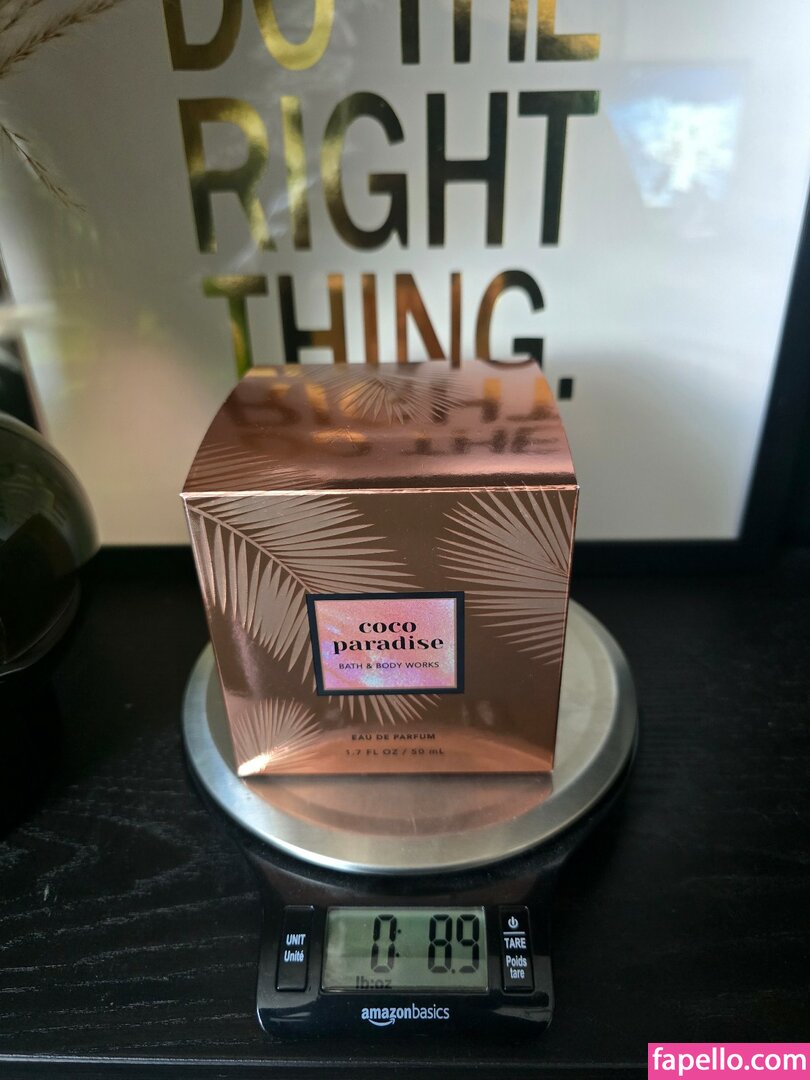 DO THE
RIGHT
THING.
coco
paradise
BATH & BODY WORKS
EAU DE PARFUM
1.7 FL OZ / 50 mL
UNIT
Unité
0: 8.9
lb:oz
TARE
Poids
tare
amazonbasics
fapello.com